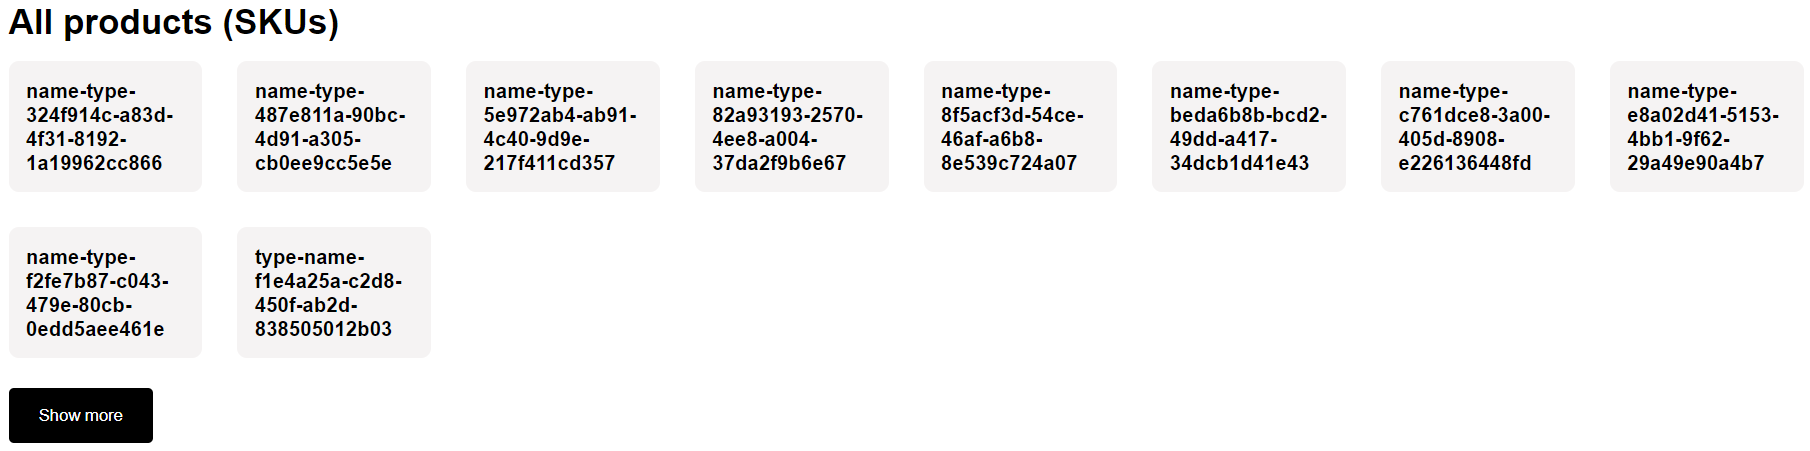 All products (SKUs)
name-type-
324f914c-a83d-
4f31-8192-
1a19962cc866
name-type-
487e811a-90bc-
4d91-a305-
cb0ee9cc5e5e
name-type-
5e972ab4-ab91-
4c40-9d9e-
217f411cd357
name-type-
82a93193-2570-
4ee8-a004-
37da2f9b6e67
name-type-
8f5acf3d-54ce-
46af-a6b8-
8e539c724a07
name-type-
beda6b8b-bcd2-
49dd-a417-
34dcb1d41e43
name-type-
c761dce8-3a00-
405d-8908-
e226136448fd
name-type-
e8a02d41-5153-
4bb1-9f62-
29a49e90a4b7
name-type-
f2fe7b87-c043-
479e-80cb-
0edd5aee461e
type-name-
f1e4a25a-c2d8-
450f-ab2d-
838505012b03
Show more